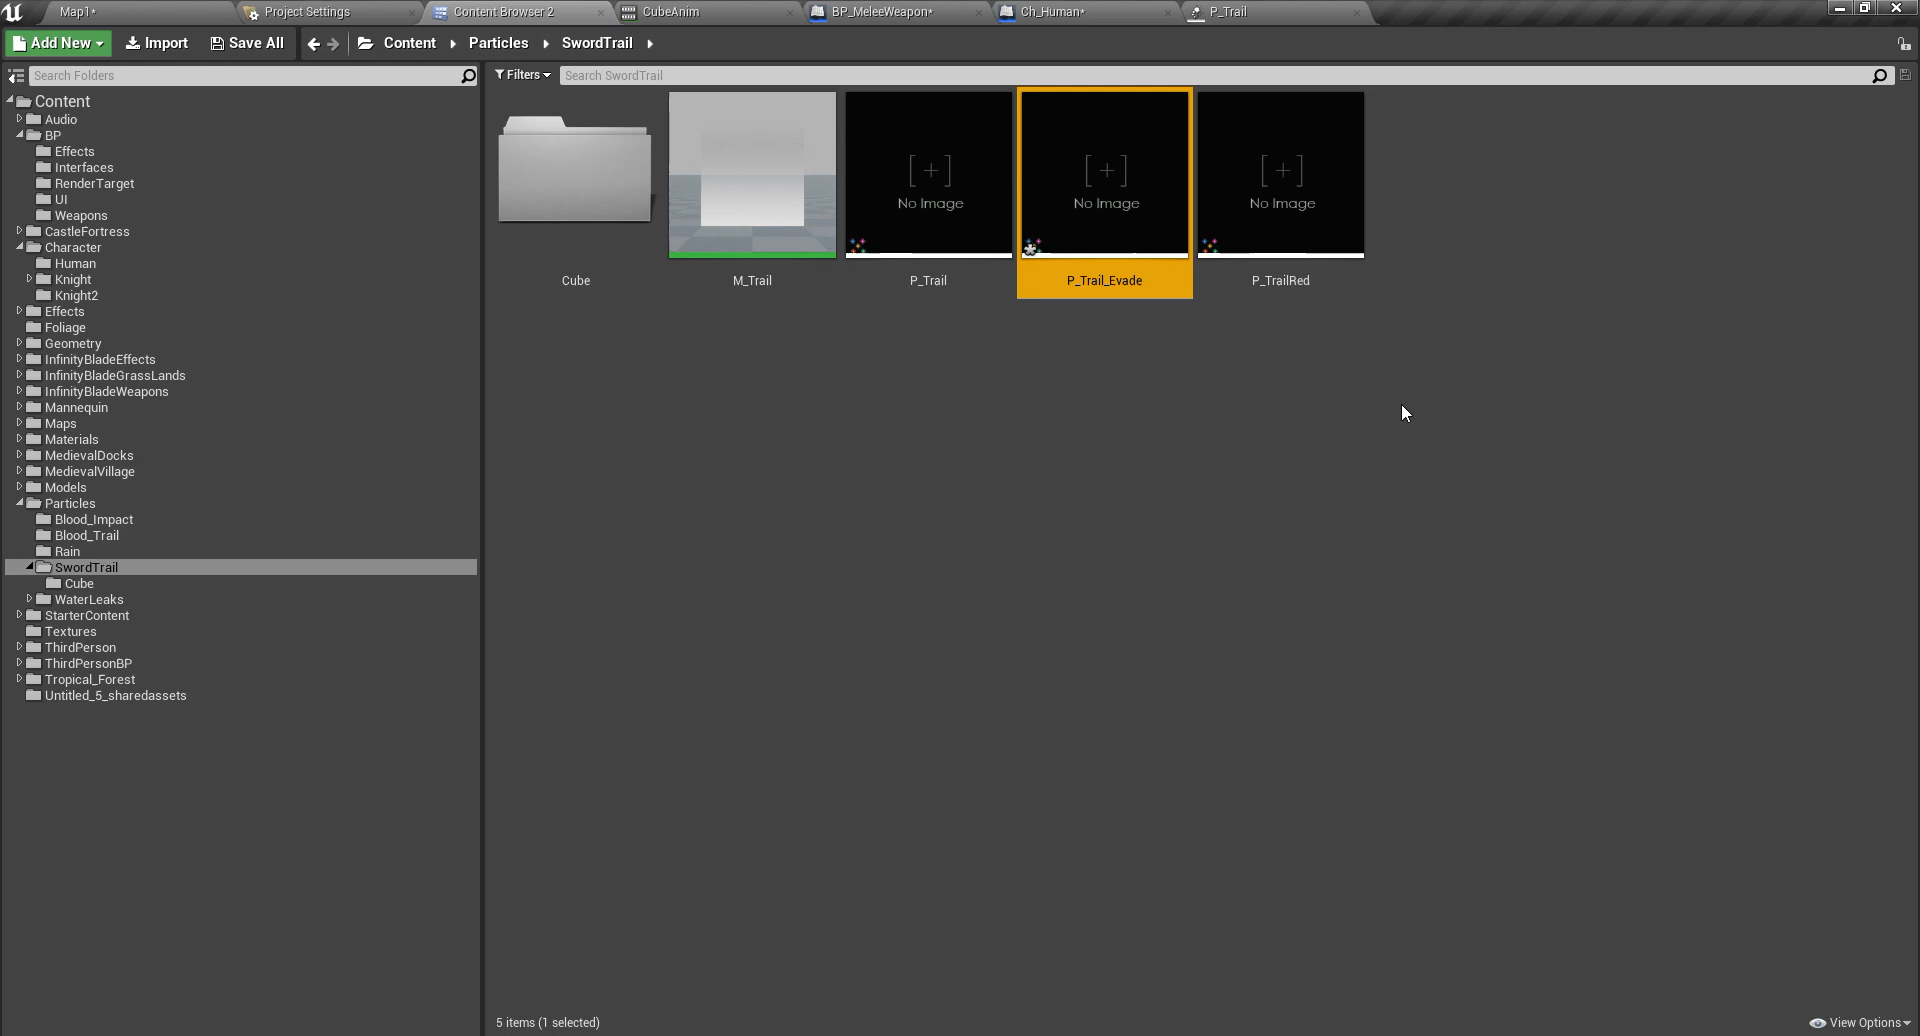 Map1*
Project Settings
Content Browser 2
CubeAnim
BP_MeleeWeapon*
Ch_Human*
P_Trail
Add New
Import
Save All
Content
Particles
SwordTrail
Search Folders
Filters
Search SwordTrail
Content
Audio
BP
Effects
Interfaces
RenderTarget
UI
Weapons
CastleFortress
Character
Human
Knight
Knight2
Effects
Foliage
Geometry
InfinityBladeEffects
InfinityBladeGrassLands
InfinityBladeWeapons
Mannequin
Maps
Materials
MedievalDocks
MedievalVillage
Models
Particles
Blood_Impact
Blood_Trail
Rain
SwordTrail
Cube
WaterLeaks
StarterContent
Textures
ThirdPerson
ThirdPersonBP
Tropical_Forest
Untitled_5_sharedassets
No Image
No Image
No Image
Cube
M_Trail
P_Trail
P_Trail_Evade
P_TrailRed
5 items (1 selected)
View Options